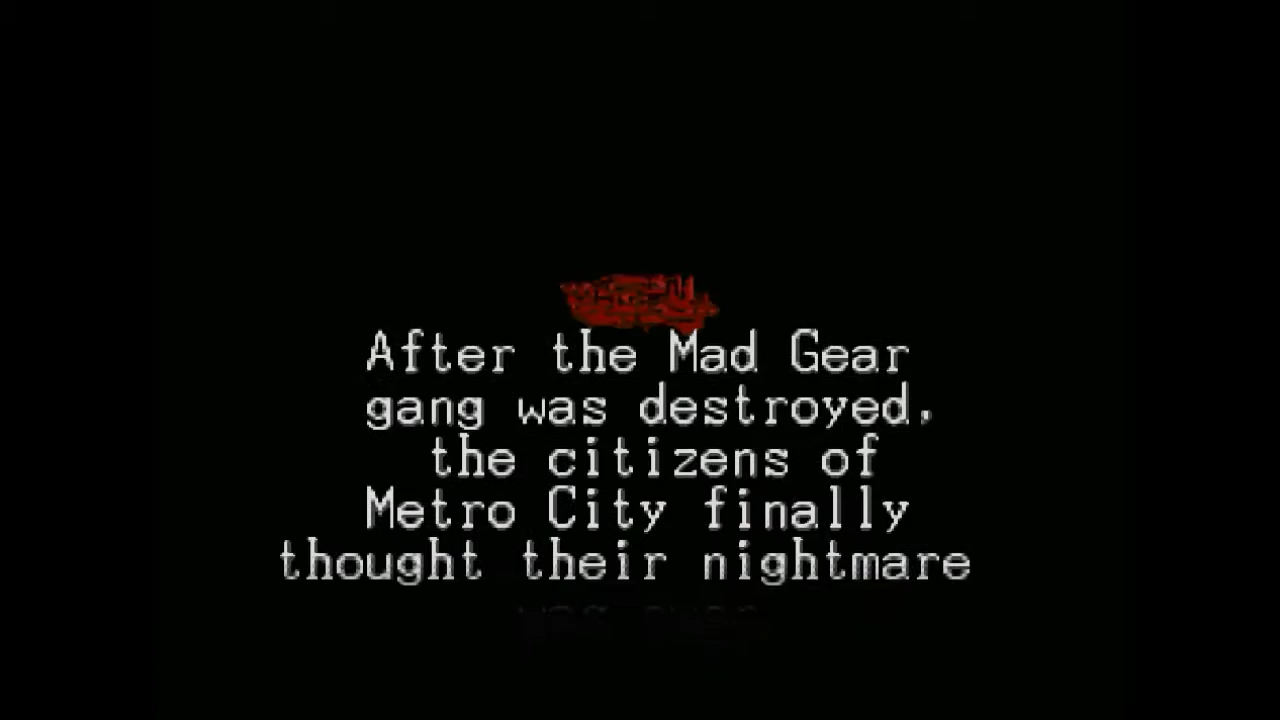 After the Mad Gear
gang was destroyed,
the citizens of
Metro City finally
thought their nightmare